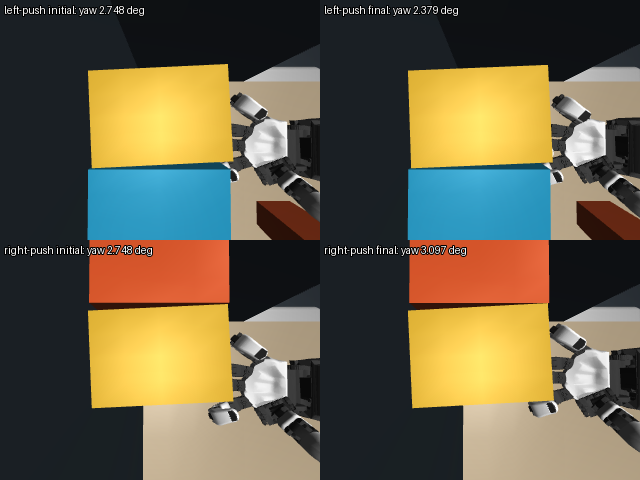 left-push initial: yaw 2.748 deg
left-push final: yaw 2.379 deg
right-push initial: yaw 2.748 deg
right-push final: yaw 3.097 deg